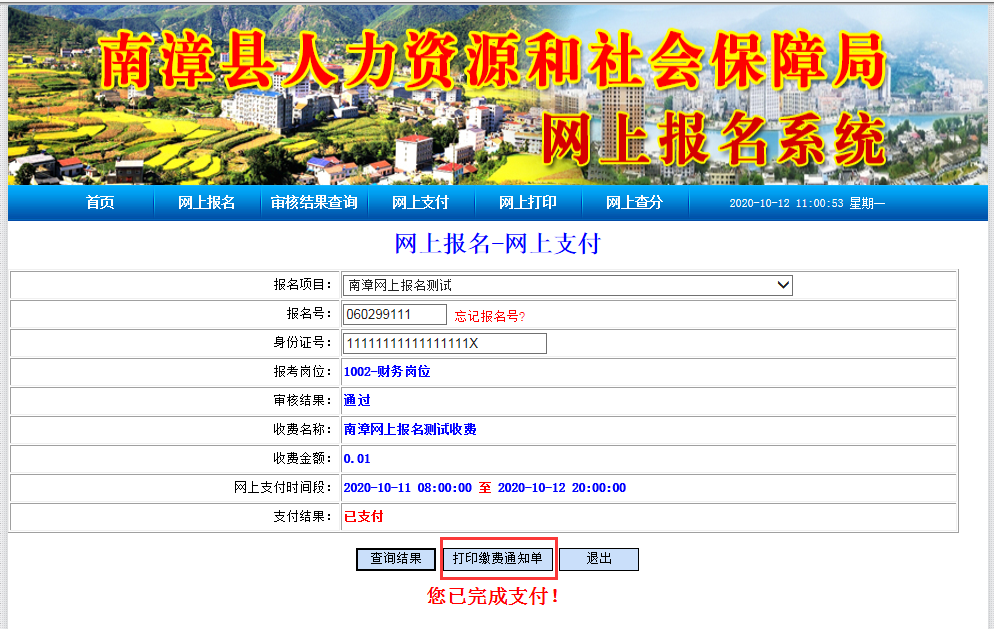 南漳县人力资源和社会保障局
网上报名系统
首页 网上报名 审核结果查询 网上支付 网上打印 网上查分 2020-10-12 11:00:53 星期一
网上报名-网上支付
报名项目： 南漳网上报名测试
报名号： 060299111 忘记报名号?
身份证号： 11111111111111111X
报考岗位： 1002-财务岗位
审核结果： 通过
收费名称： 南漳网上报名测试收费
收费金额： 0.01
网上支付时间段： 2020-10-11 08:00:00 至 2020-10-12 20:00:00
支付结果： 已支付
查询结果 打印缴费通知单 退出
您已完成支付！